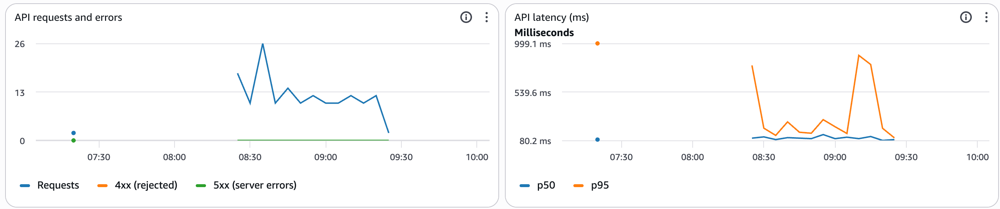 API requests and errors
26
13
0
07:30 08:00 08:30 09:00 09:30 10:00
Requests 4xx (rejected) 5xx (server errors)
API latency (ms)
Milliseconds
999.1 ms
539.6 ms
80.2 ms
07:30 08:00 08:30 09:00 09:30 10:00
p50 p95